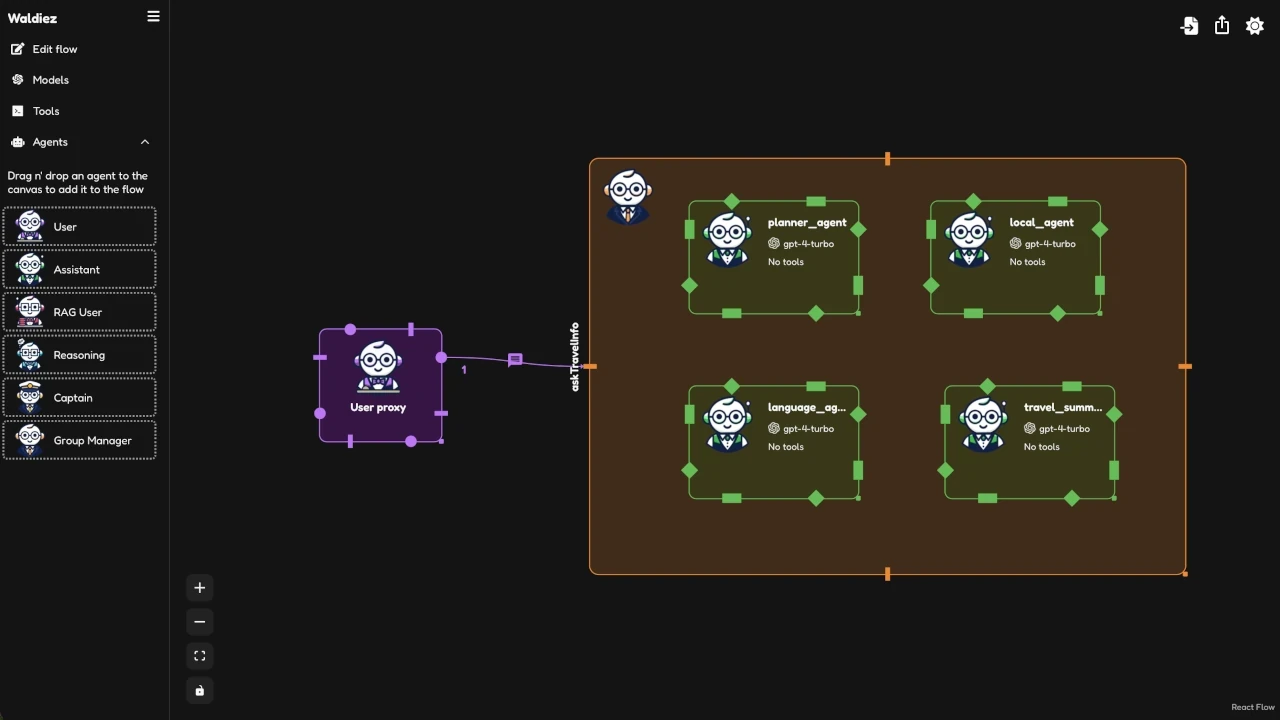 Waldiez
Edit flow
Models
Tools
Agents
Drag n' drop an agent to the
canvas to add it to the flow
User
Assistant
RAG User
Reasoning
Captain
Group Manager
User proxy
1
askTravelInfo
planner_agent
gpt-4-turbo
No tools
local_agent
gpt-4-turbo
No tools
language_ag...
gpt-4-turbo
No tools
travel_summ...
gpt-4-turbo
No tools
React Flow